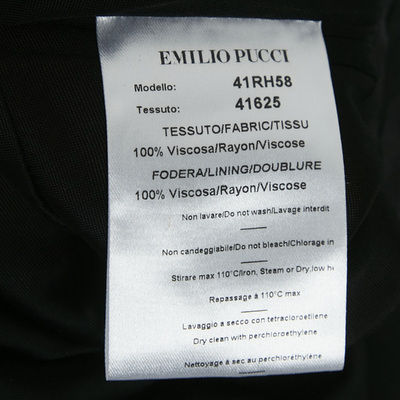 EMILIO PUCCI
Modello: 41RH58
Tessuto: 41625
TESSUTO/FABRIC/TISSU
100% Viscosa/Rayon/Viscose
FODERA/LINING/DOUBLURE
100% Viscosa/Rayon/Viscose
Non lavare/Do not wash/Lavage interdit
Non candeggiabile/Do not bleach/Chlorage in
Stirare max 110°C/Iron, Steam or Dry, low h
Repassage à 110°C max
Lavaggio a secco con tetracloroetilene
Dry clean with perchloroethylene
Nettoyage à sec au perchlorethylene